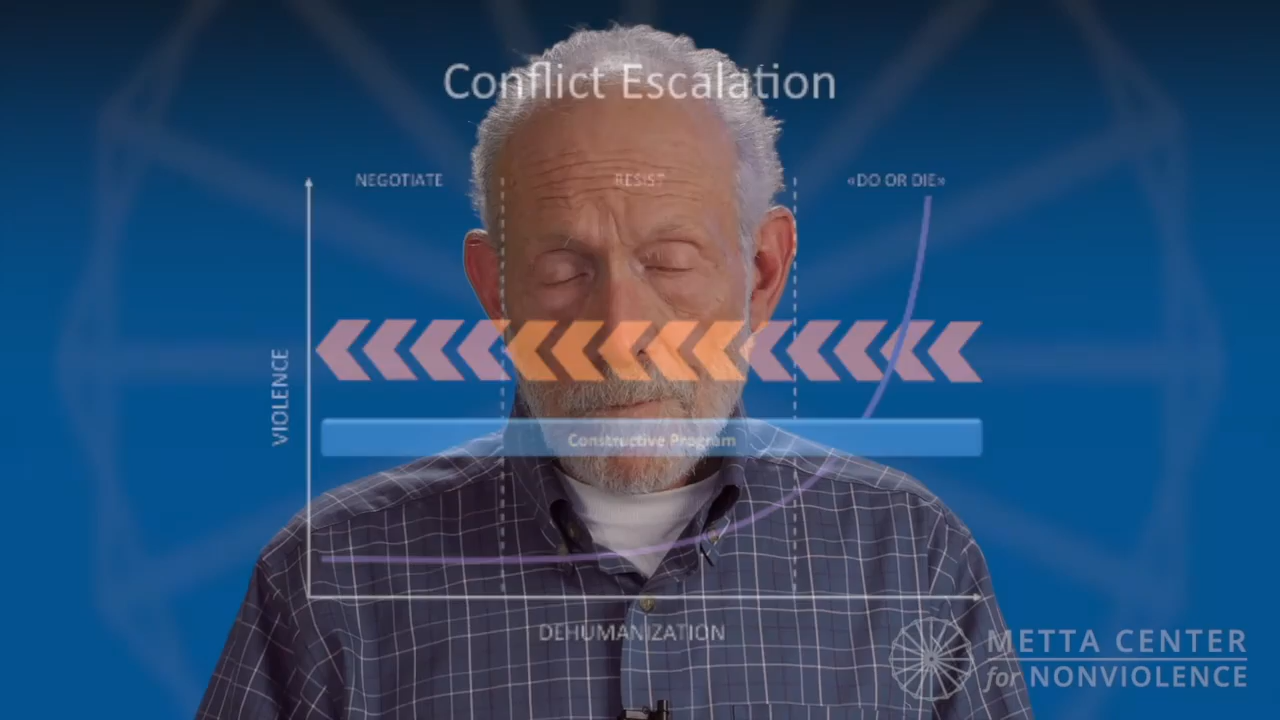 Conflict Escalation
NEGOTIATE
RESIST
«DO OR DIE»
VIOLENCE
Constructive Program
DEHUMANIZATION
METTA CENTER
for NONVIOLENCE